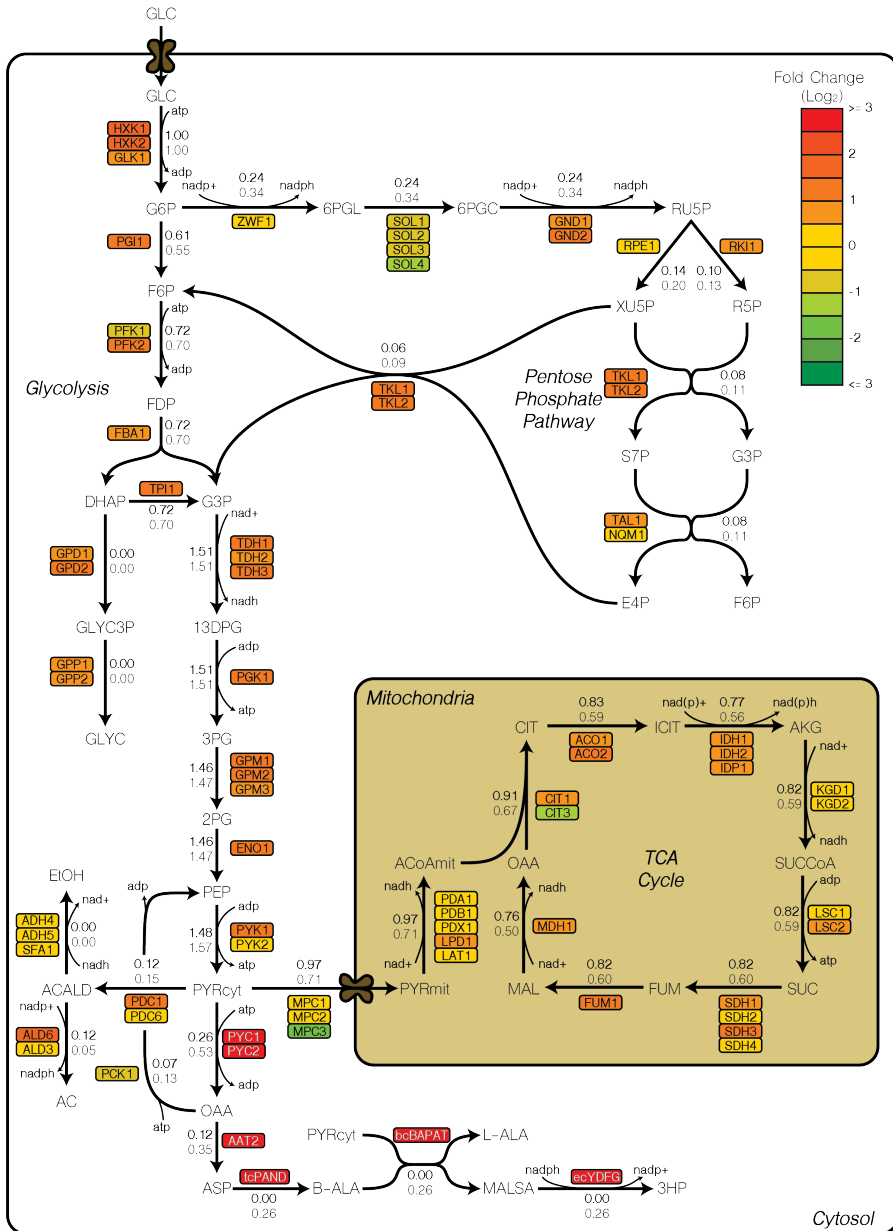 GLC
GLC
atp
HXK1
HXK2
GLK1
1.00
1.00
adp
Fold Change
(Log2)
>= 3
2
1
0
-1
-2
<= 3
G6P
nadp+
0.24
0.34
nadph
ZWF1
6PGL
0.24
0.34
SOL1
SOL2
SOL3
SOL4
6PGC
nadp+
0.24
0.34
nadph
GND1
GND2
RU5P
PGI1
0.61
0.55
RPE1
RKI1
0.14
0.20
0.10
0.13
F6P
atp
PFK1
PFK2
0.72
0.70
adp
XU5P
R5P
0.06
0.09
TKL1
TKL2
Glycolysis
Pentose
Phosphate
Pathway
TKL1
TKL2
0.08
0.11
FDP
FBA1
0.72
0.70
S7P
G3P
DHAP
TPI1
0.72
0.70
G3P
TAL1
NQM1
0.08
0.11
GPD1
GPD2
0.00
0.00
nad+
1.51
1.51
TDH1
TDH2
TDH3
nadh
E4P
F6P
GLYC3P
13DPG
GPP1
GPP2
0.00
0.00
adp
1.51
1.51
PGK1
atp
GLYC
3PG
1.46
1.47
GPM1
GPM2
GPM3
2PG
1.46
1.47
ENO1
Mitochondria
CIT
0.83
0.59
ACO1
ACO2
ICIT
nad(p)+
0.77
0.56
nad(p)h
IDH1
IDH2
IDP1
AKG
nad+
0.82
0.59
KGD1
KGD2
nadh
0.91
0.67
CIT1
CIT3
ACoAmit
OAA
TCA
Cycle
SUCCoA
EtOH
nad+
ADH4
ADH5
SFA1
0.00
0.00
nadh
adp
PEP
adp
1.48
1.57
PYK1
PYK2
atp
nadh
0.97
0.71
nad+
PDA1
PDB1
PDX1
LPD1
LAT1
nadh
0.76
0.50
nad+
MDH1
adp
0.82
0.59
LSC1
LSC2
atp
ACALD
0.12
0.15
PDC1
PDC6
PYRcyt
0.97
0.71
MPC1
MPC2
MPC3
PYRmit
MAL
0.82
0.60
FUM1
FUM
0.82
0.60
SDH1
SDH2
SDH3
SDH4
SUC
nadp+
ALD6
ALD3
0.12
0.05
nadph
AC
PCK1
0.07
0.13
atp
atp
0.26
0.53
PYC1
PYC2
adp
OAA
0.12
0.35
AAT2
PYRcyt
bcBAPAT
L-ALA
ASP
tcPAND
0.00
0.26
B-ALA
0.00
0.26
MALSA
nadph
ecYDFG
nadp+
0.00
0.26
3HP
Cytosol